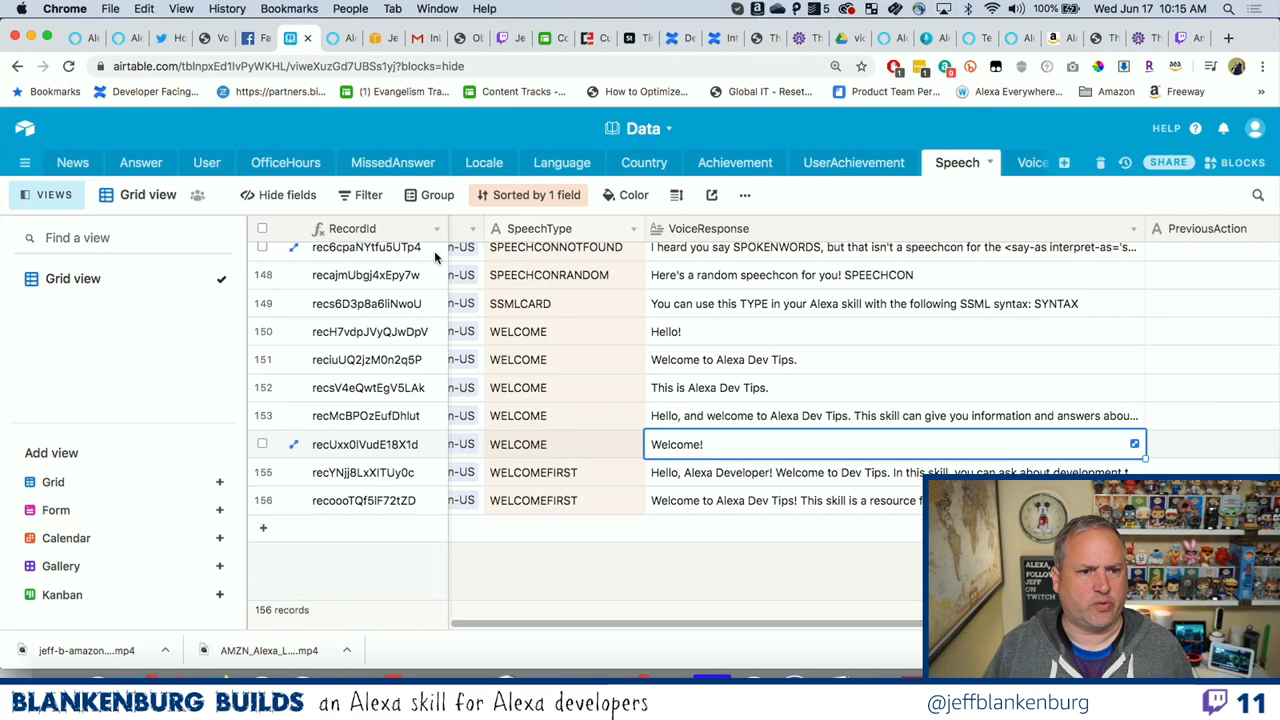 Chrome File Edit View History Bookmarks People Tab Window Help 5 100% Wed Jun 17 10:15 AM
airtable.com/tblnpxEd1IvPyWKHL/viweXuzGd7UBSs1yj?blocks=hide
Bookmarks Developer Facing... https://partners.bi... (1) Evangelism Tra... Content Tracks -... How to Optimize... Global IT - Reset... Product Team Per... Alexa Everywhere... Amazon Freeway »
Data
HELP
News Answer User OfficeHours MissedAnswer Locale Language Country Achievement UserAchievement Speech Voice SHARE BLOCKS
VIEWS Grid view Hide fields Filter Group Sorted by 1 field Color
Find a view
Grid view
RecordId SpeechType VoiceResponse PreviousAction
rec6cpaNYtfu5UTp4 n-US SPEECHCONNOTFOUND I heard you say SPOKENWORDS, but that isn't a speechcon for the <say-as interpret-as='s...
148 recajmUbgj4xEpy7w n-US SPEECHCONRANDOM Here's a random speechcon for you! SPEECHCON
149 recs6D3p8a6liNwoU n-US SSMLCARD You can use this TYPE in your Alexa skill with the following SSML syntax: SYNTAX
150 recH7vdpJVyQJwDpV n-US WELCOME Hello!
151 reciuUQ2jzM0n2q5P n-US WELCOME Welcome to Alexa Dev Tips.
152 recsV4eQwtEgV5LAk n-US WELCOME This is Alexa Dev Tips.
153 recMcBPOzEufDhlut n-US WELCOME Hello, and welcome to Alexa Dev Tips. This skill can give you information and answers abou...
recUxx0lVudE18X1d n-US WELCOME Welcome!
155 recYNjj8LxXITUy0c n-US WELCOMEFIRST Hello, Alexa Developer! Welcome to Dev Tips. In this skill, you can ask about development t
156 recoooTQf5lF72tZD n-US WELCOMEFIRST Welcome to Alexa Dev Tips! This skill is a resource f
Add view
Grid +
Form +
Calendar +
Gallery +
Kanban +
+
156 records
ALEXA,
FOLLOW
JEFF
ON
TWITCH
jeff-b-amazon....mp4 AMZN_Alexa_L....mp4
BLANKENBURG BUILDS an Alexa skill for Alexa developers @jeffblankenburg 11